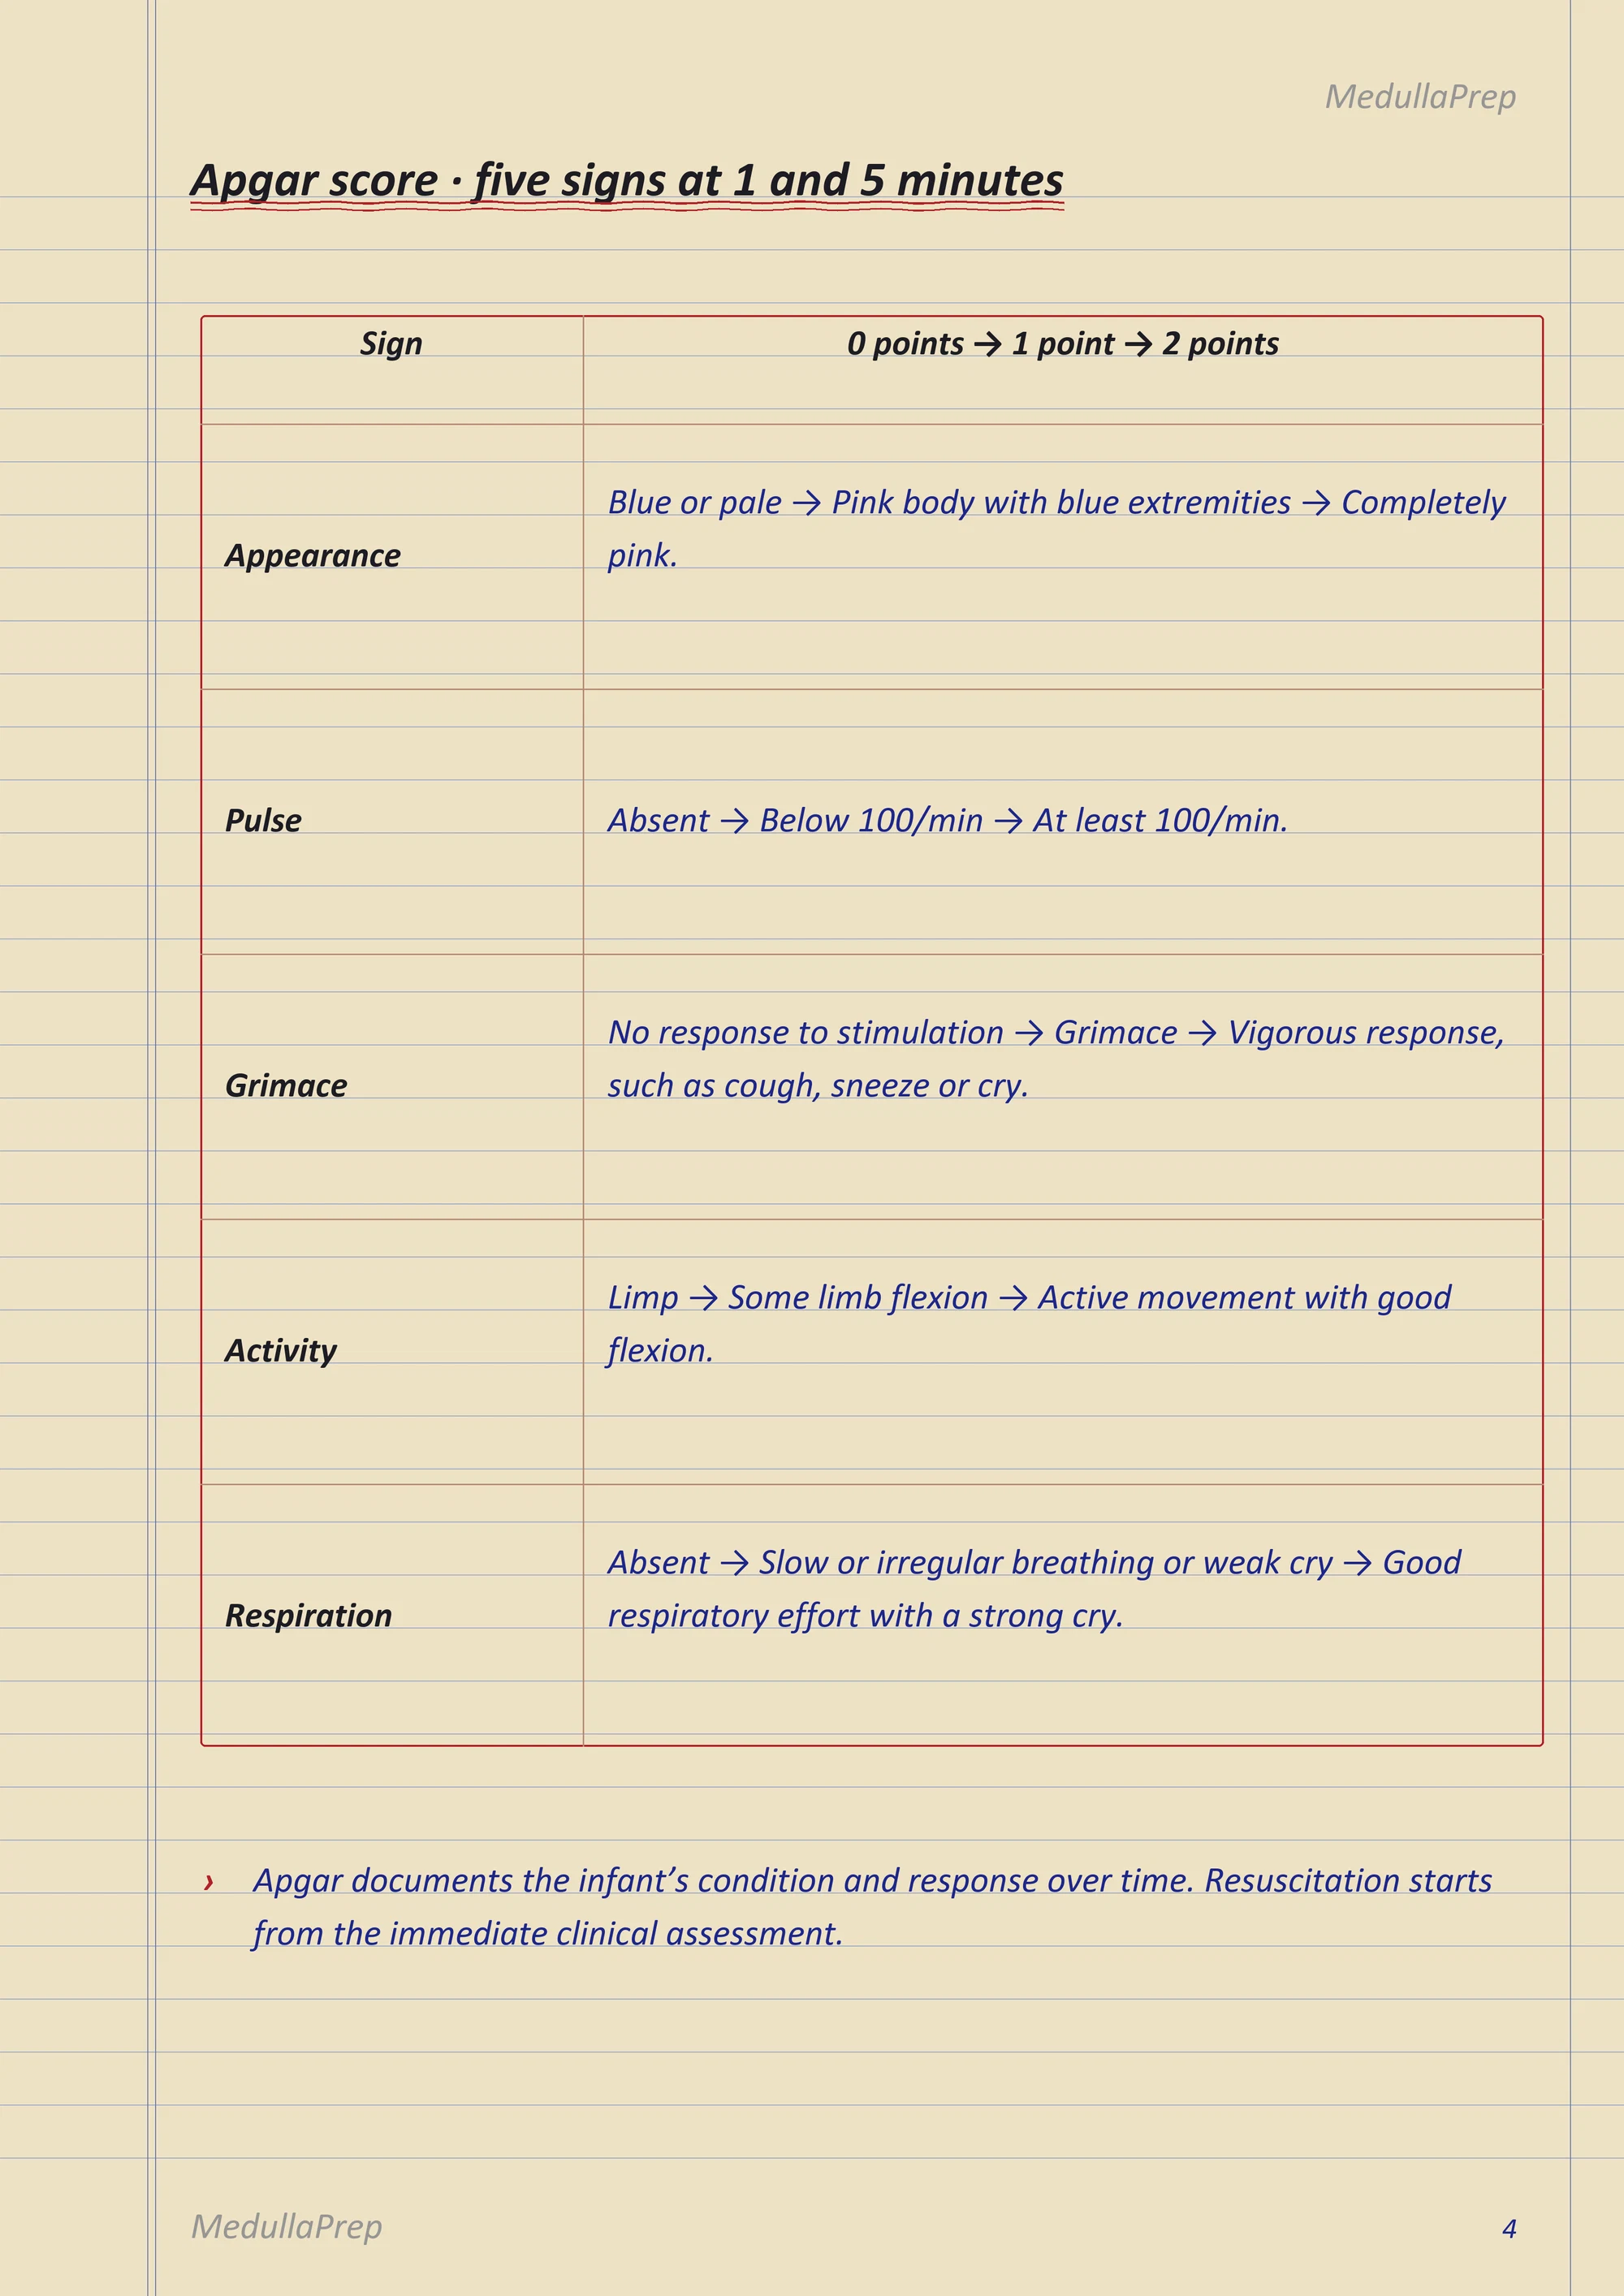 MedullaPrep
Apgar score · five signs at 1 and 5 minutes
Sign
0 points → 1 point → 2 points
Appearance
Blue or pale → Pink body with blue extremities → Completely
pink.
Pulse
Absent → Below 100/min → At least 100/min.
Grimace
No response to stimulation → Grimace → Vigorous response,
such as cough, sneeze or cry.
Activity
Limp → Some limb flexion → Active movement with good
flexion.
Respiration
Absent → Slow or irregular breathing or weak cry → Good
respiratory effort with a strong cry.
› Apgar documents the infant’s condition and response over time. Resuscitation starts
from the immediate clinical assessment.
MedullaPrep
4